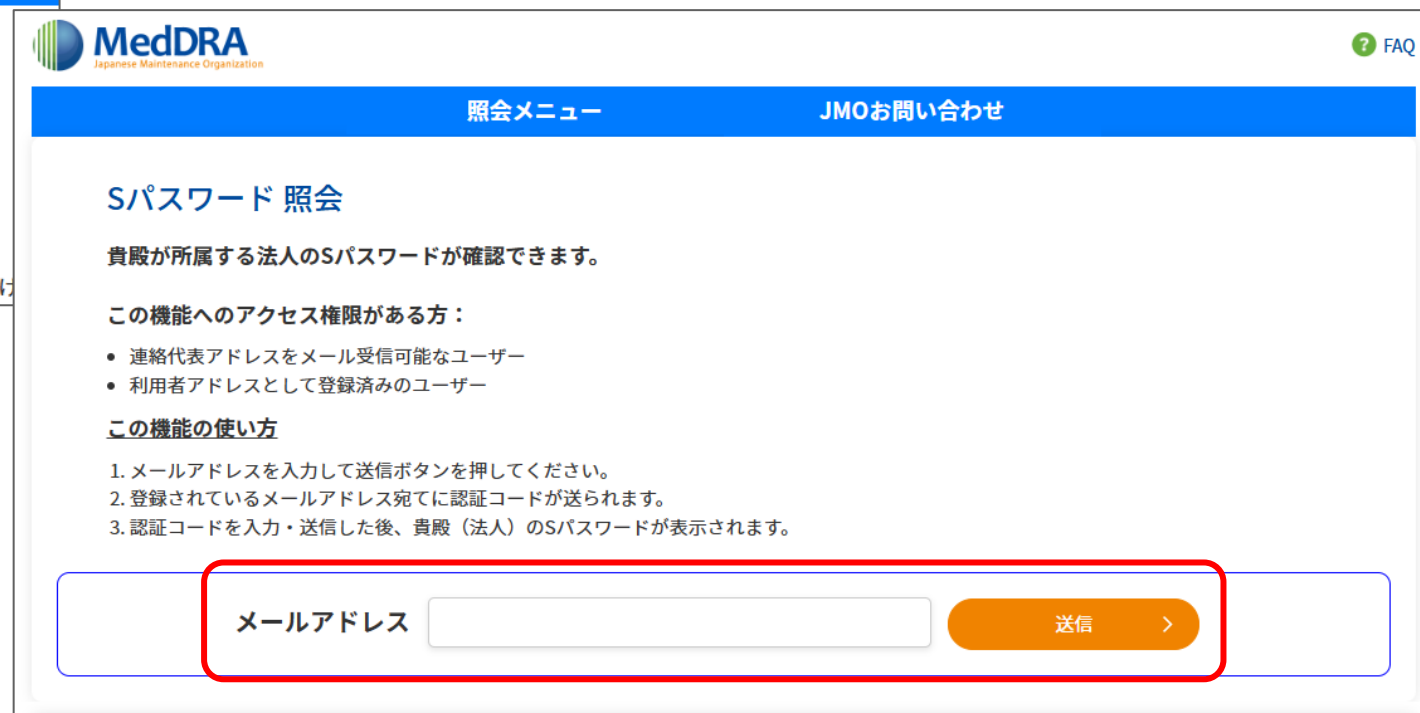 MedDRA
Japanese Maintenance Organization
? FAQ
照会メニュー JMOお問い合わせ
Sパスワード 照会
貴殿が所属する法人のSパスワードが確認できます。
け
この機能へのアクセス権限がある方：
• 連絡代表アドレスをメール受信可能なユーザー
• 利用者アドレスとして登録済みのユーザー
この機能の使い方
1. メールアドレスを入力して送信ボタンを押してください。
2. 登録されているメールアドレス宛てに認証コードが送られます。
3. 認証コードを入力・送信した後、貴殿（法人）のSパスワードが表示されます。
メールアドレス 送信 >